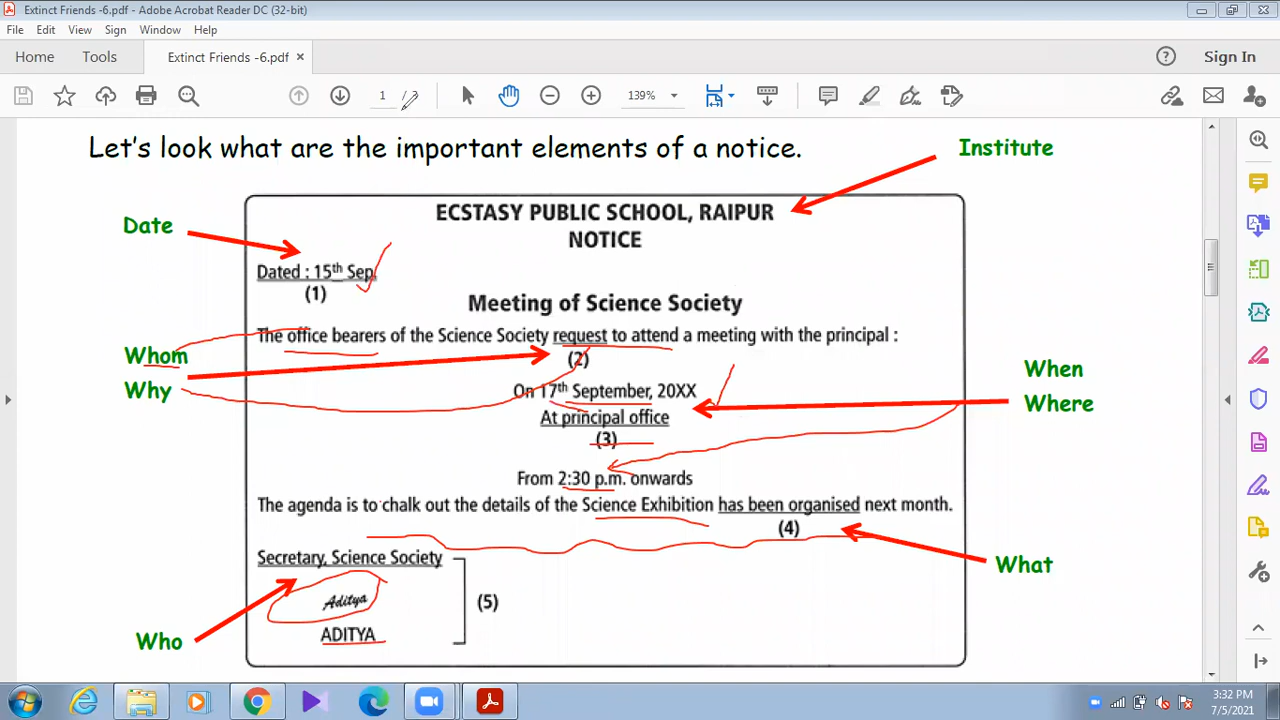 Extinct Friends -6.pdf - Adobe Acrobat Reader DC (32-bit)
File Edit View Sign Window Help
Home Tools Extinct Friends -6.pdf × Sign In
1 / 2 139%
Let's look what are the important elements of a notice.
Institute
ECSTASY PUBLIC SCHOOL, RAIPUR
NOTICE
Date
Dated : 15th Sep.
(1)
Meeting of Science Society
The office bearers of the Science Society request to attend a meeting with the principal :
(2)
Whom
Why
On 17th September, 20XX
At principal office
(3)
When
Where
From 2:30 p.m. onwards
The agenda is to chalk out the details of the Science Exhibition has been organised next month.
(4)
What
Secretary, Science Society
Aditya
(5)
ADITYA
Who
3:32 PM
7/5/2021